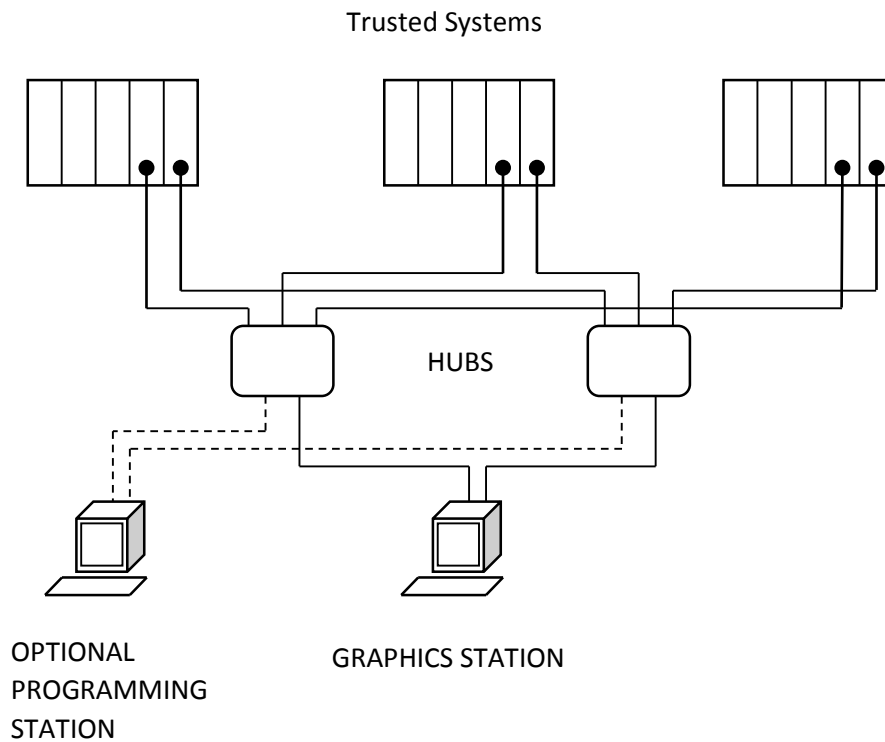 Trusted Systems
HUBS
OPTIONAL
PROGRAMMING
STATION
GRAPHICS STATION